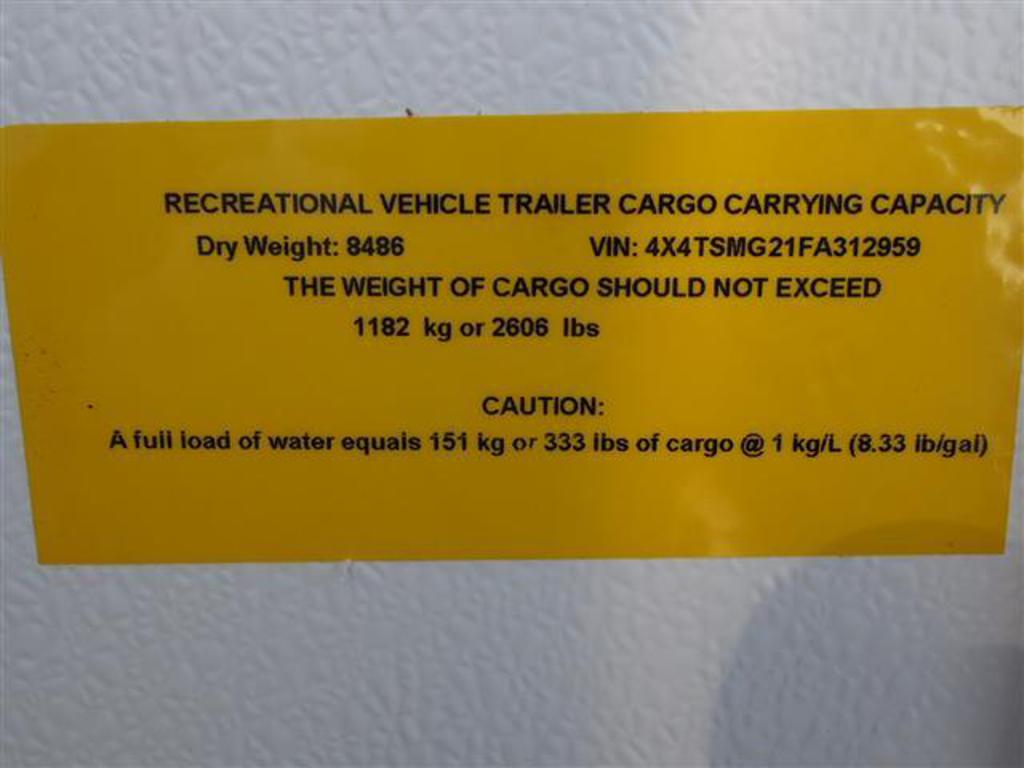 RECREATIONAL VEHICLE TRAILER CARGO CARRYING CAPACITY
Dry Weight: 8486 VIN: 4X4TSMG21FA312959
THE WEIGHT OF CARGO SHOULD NOT EXCEED
1182 kg or 2606 lbs
CAUTION:
A full load of water equals 151 kg or 333 lbs of cargo @ 1 kg/L (8.33 lb/gal)